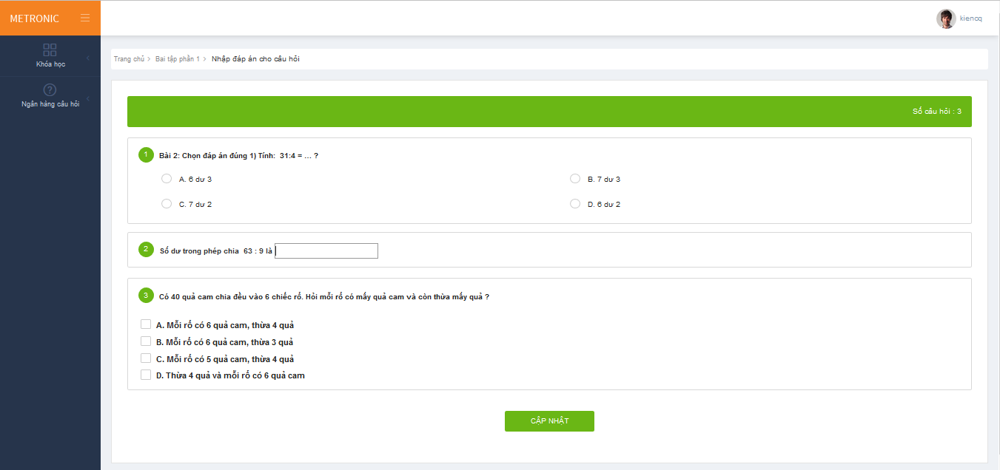 METRONIC
kiencq
Khóa học
Ngân hàng câu hỏi
Trang chủ > Bài tập phần 1 > Nhập đáp án cho câu hỏi
Số câu hỏi : 3
1 Bài 2: Chọn đáp án đúng 1) Tính: 31:4 = ... ?
A. 6 dư 3
B. 7 dư 3
C. 7 dư 2
D. 6 dư 2
2 Số dư trong phép chia 63 : 9 là
3 Có 40 quả cam chia đều vào 6 chiếc rổ. Hỏi mỗi rổ có mấy quả cam và còn thừa mấy quả ?
A. Mỗi rổ có 6 quả cam, thừa 4 quả
B. Mỗi rổ có 6 quả cam, thừa 3 quả
C. Mỗi rổ có 5 quả cam, thừa 4 quả
D. Thừa 4 quả và mỗi rổ có 6 quả cam
CẬP NHẬT